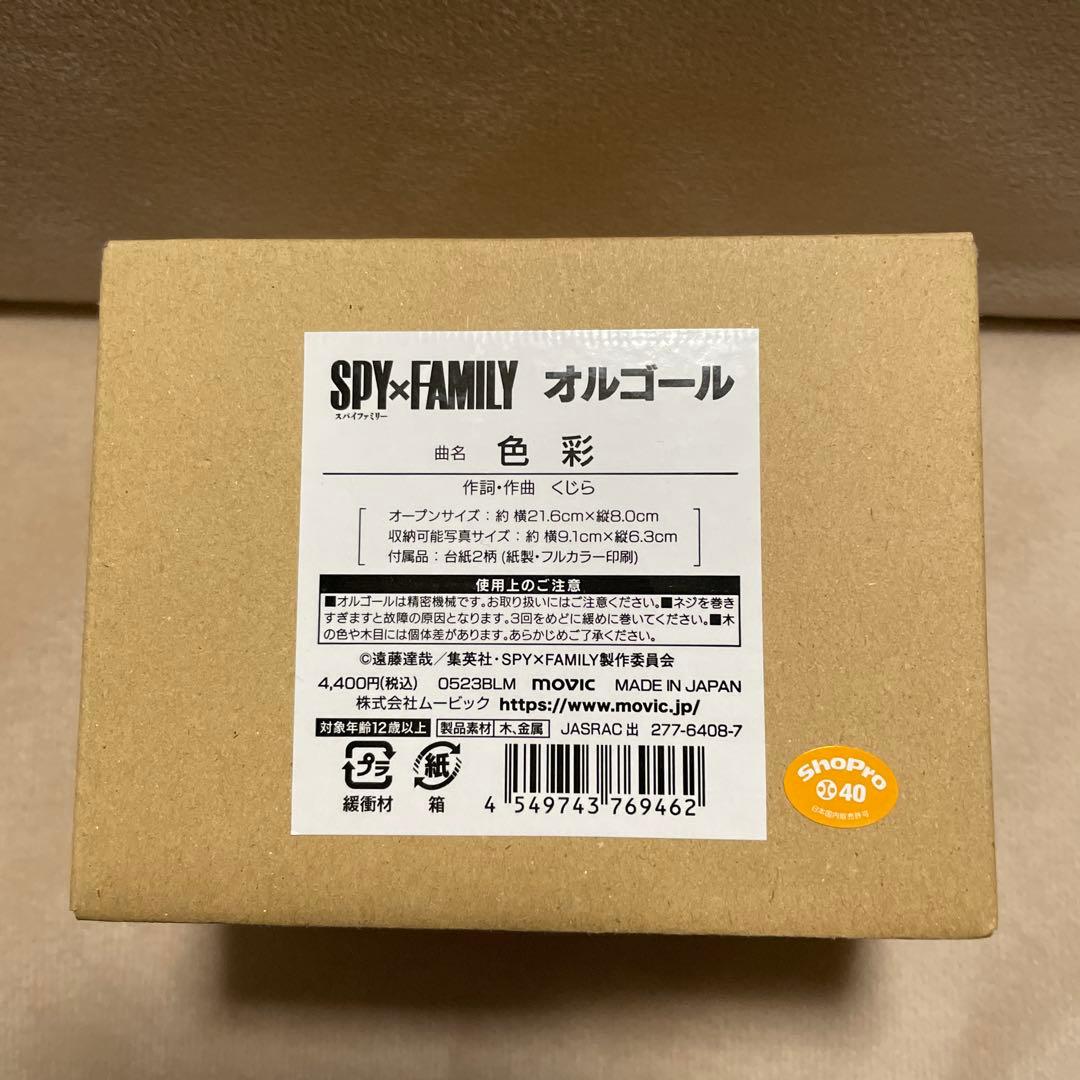 SPY×FAMILY オルゴール
スパイファミリー
曲名 色彩
作詞・作曲 くじら
オープンサイズ：約 横21.6cm×縦8.0cm
収納可能写真サイズ：約 横9.1cm×縦6.3cm
付属品：台紙2柄 (紙製・フルカラー印刷)
使用上のご注意
■オルゴールは精密機械です。お取り扱いにはご注意ください。■ネジを巻き
すぎますと故障の原因となります。3回をめどに緩めに巻いてください。■木
の色や木目には個体差があります。あらかじめご了承ください。
©遠藤達哉／集英社・SPY×FAMILY製作委員会
4,400円(税込) 0523BLM movic MADE IN JAPAN
株式会社ムービック https://www.movic.jp/
対象年齢12歳以上 製品素材 木、金属 JASRAC 出 277-6408-7
プラ 紙
緩衝材 箱
4 549743 769462
ShoPro
40
日本国内販売許可